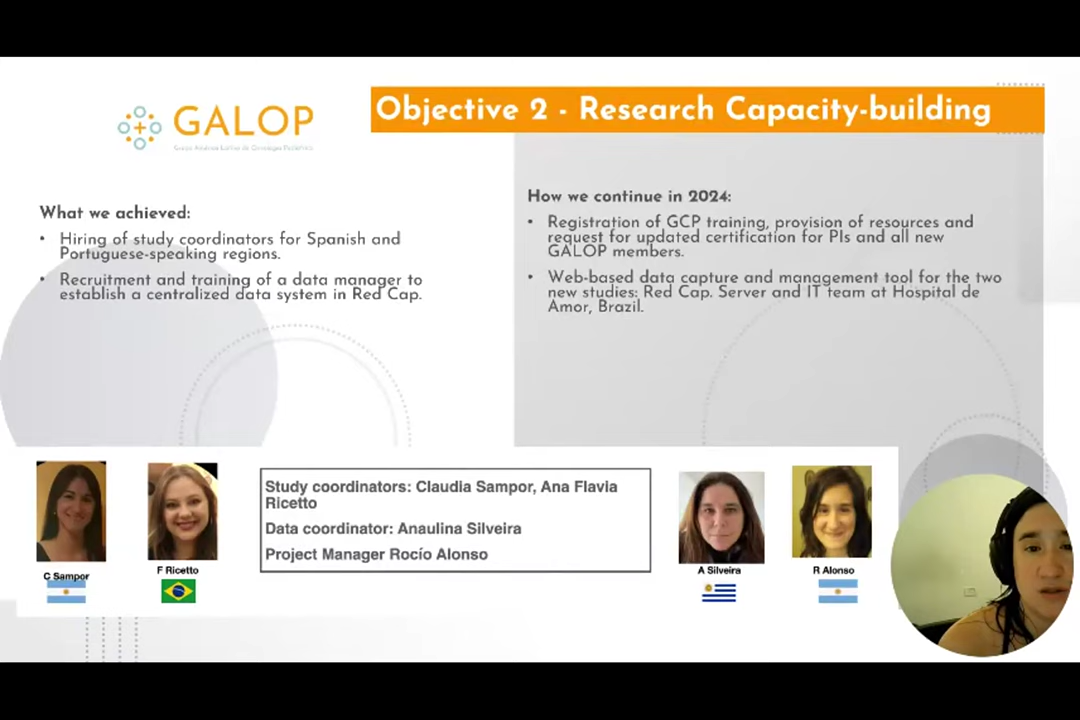 GALOP
Grupo América Latina de Oncología Pediátrica
Objective 2 - Research Capacity-building
What we achieved:
• Hiring of study coordinators for Spanish and
Portuguese-speaking regions.
• Recruitment and training of a data manager to
establish a centralized data system in Red Cap.
How we continue in 2024:
• Registration of GCP training, provision of resources and
request for updated certification for PIs and all new
GALOP members.
• Web-based data capture and management tool for the two
new studies: Red Cap. Server and IT team at Hospital de
Amor, Brazil.
C Sampor
F Ricetto
Study coordinators: Claudia Sampor, Ana Flavia
Ricetto
Data coordinator: Anaulina Silveira
Project Manager Rocío Alonso
A Silveira
R Alonso